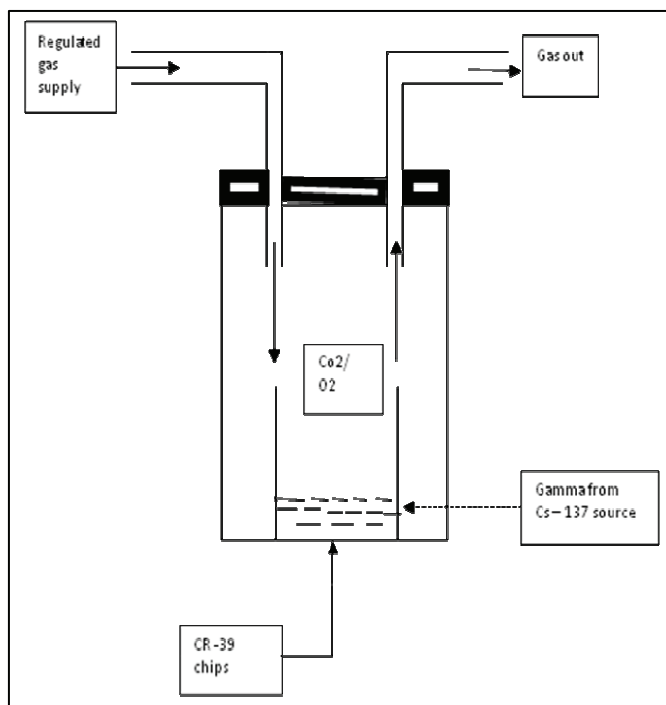 Regulated
gas
supply
Gas out
Co2/
O2
Gamma from
Cs–137 source
CR-39
chips